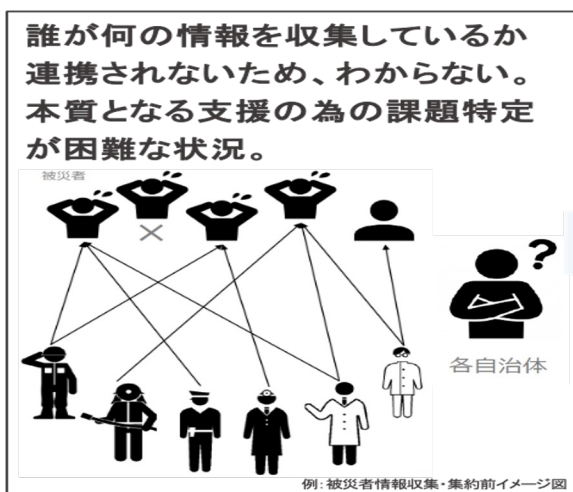 誰が何の情報を収集しているか
連携されないため、わからない。
本質となる支援の為の課題特定
が困難な状況。
被災者
?
各自治体
例:被災者情報収集・集約前イメージ図